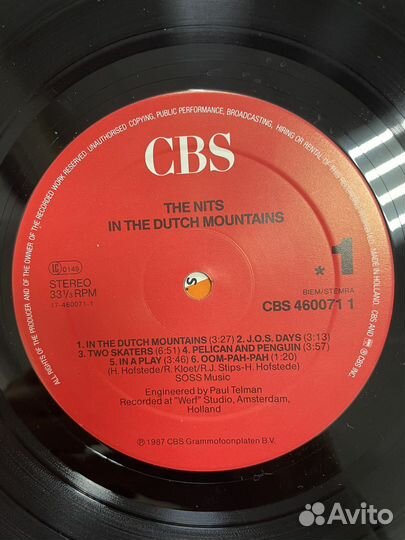 ALL RIGHTS OF THE PRODUCER AND OF THE OWNER OF THE RECORDED WORK RESERVED. UNAUTHORISED COPYING, PUBLIC PERFORMANCE, BROADCASTING, HIRING OR RENTAL OF
CBS
THE NITS
IN THE DUTCH MOUNTAINS
LC 0149
STEREO
33⅓ RPM
17-460071-1
* 1
BIEM/STEMRA
CBS 460071 1
MADE IN HOLLAND.
1. IN THE DUTCH MOUNTAINS (3:27) 2. J.O.S. DAYS (3:13)
3. TWO SKATERS (6:51) 4. PELICAN AND PENGUIN (3:57)
5. IN A PLAY (3:46) 6. OOM-PAH-PAH (1:20)
H. Hofstede/R. Kloet/R.J. Stips-H. Hofstede)
SOSS Music
Engineered by Paul Telman
Recorded at "Werf" Studio, Amsterdam,
Holland
℗ 1987 CBS Grammofoonplaten B.V.
Avito